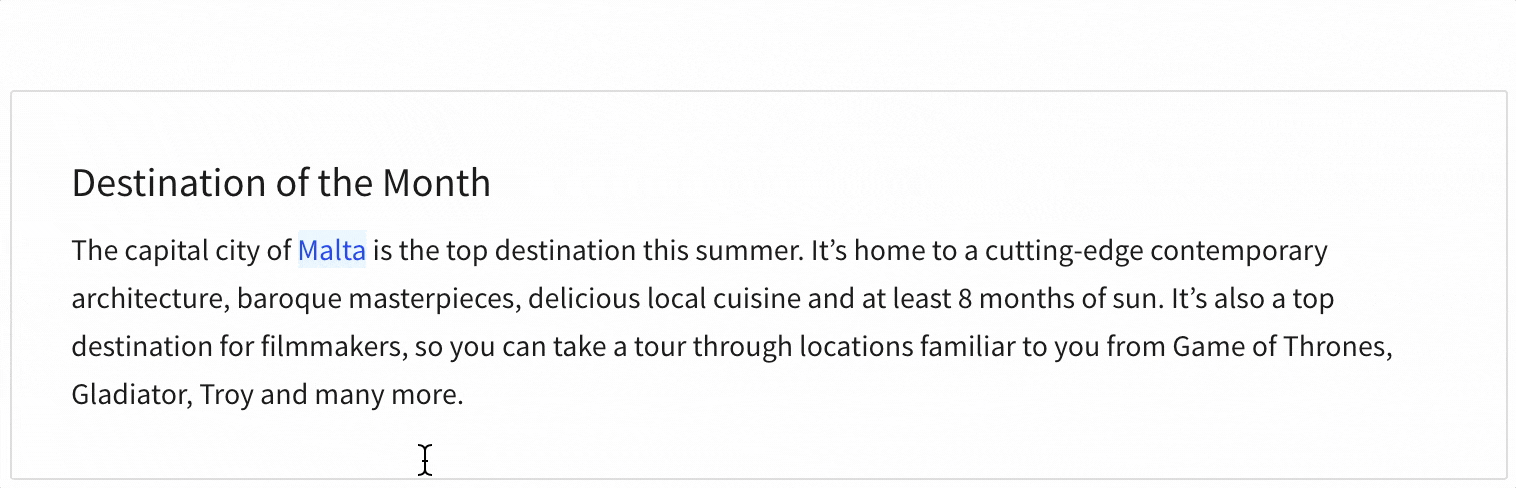 Destination of the Month
The capital city of Malta is the top destination this summer. It’s home to a cutting-edge contemporary
architecture, baroque masterpieces, delicious local cuisine and at least 8 months of sun. It’s also a top
destination for filmmakers, so you can take a tour through locations familiar to you from Game of Thrones,
Gladiator, Troy and many more.